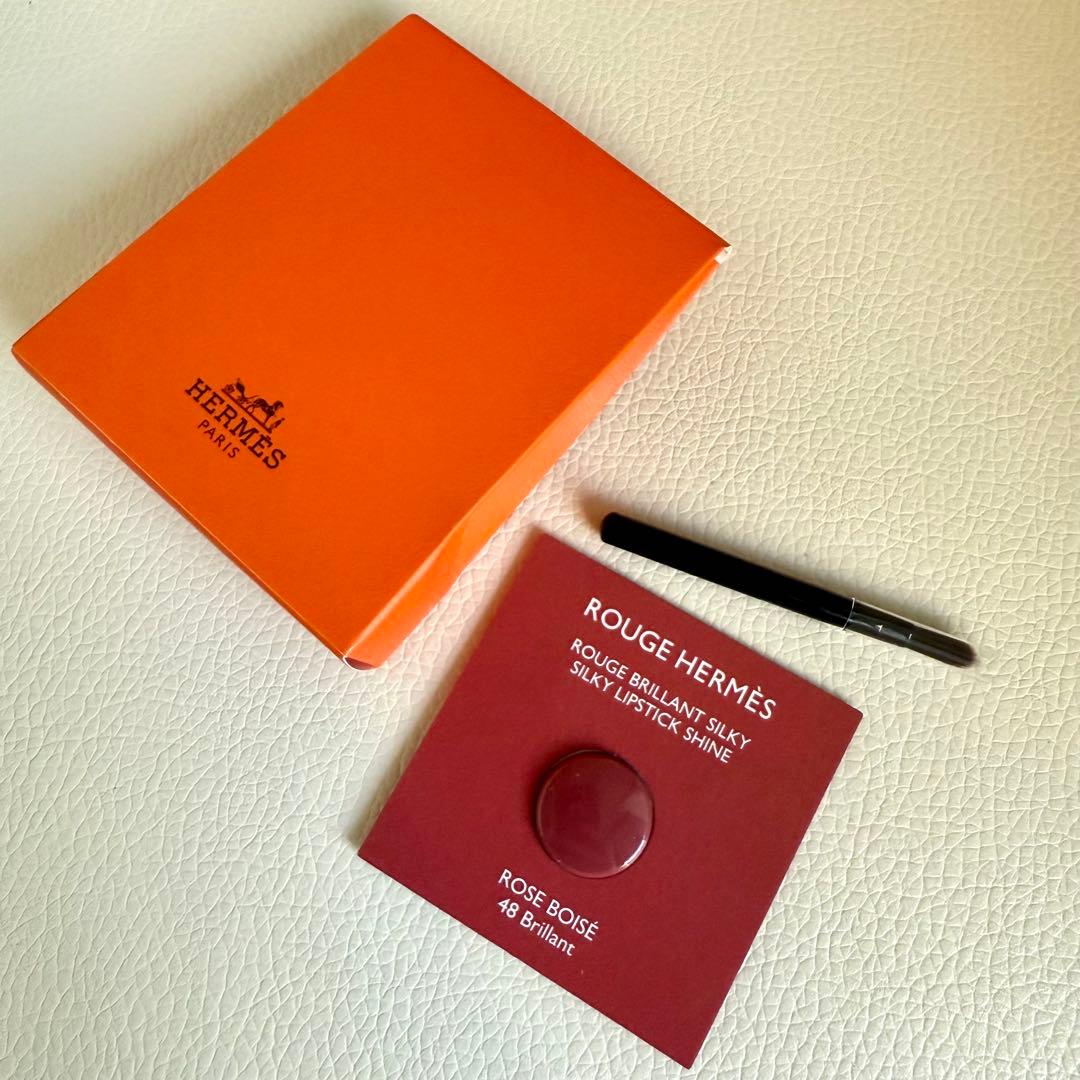 HERMÈS
PARIS
ROUGE HERMÈS
ROUGE BRILLANT SILKY
SILKY LIPSTICK SHINE
ROSE BOISÉ
48 Brillant